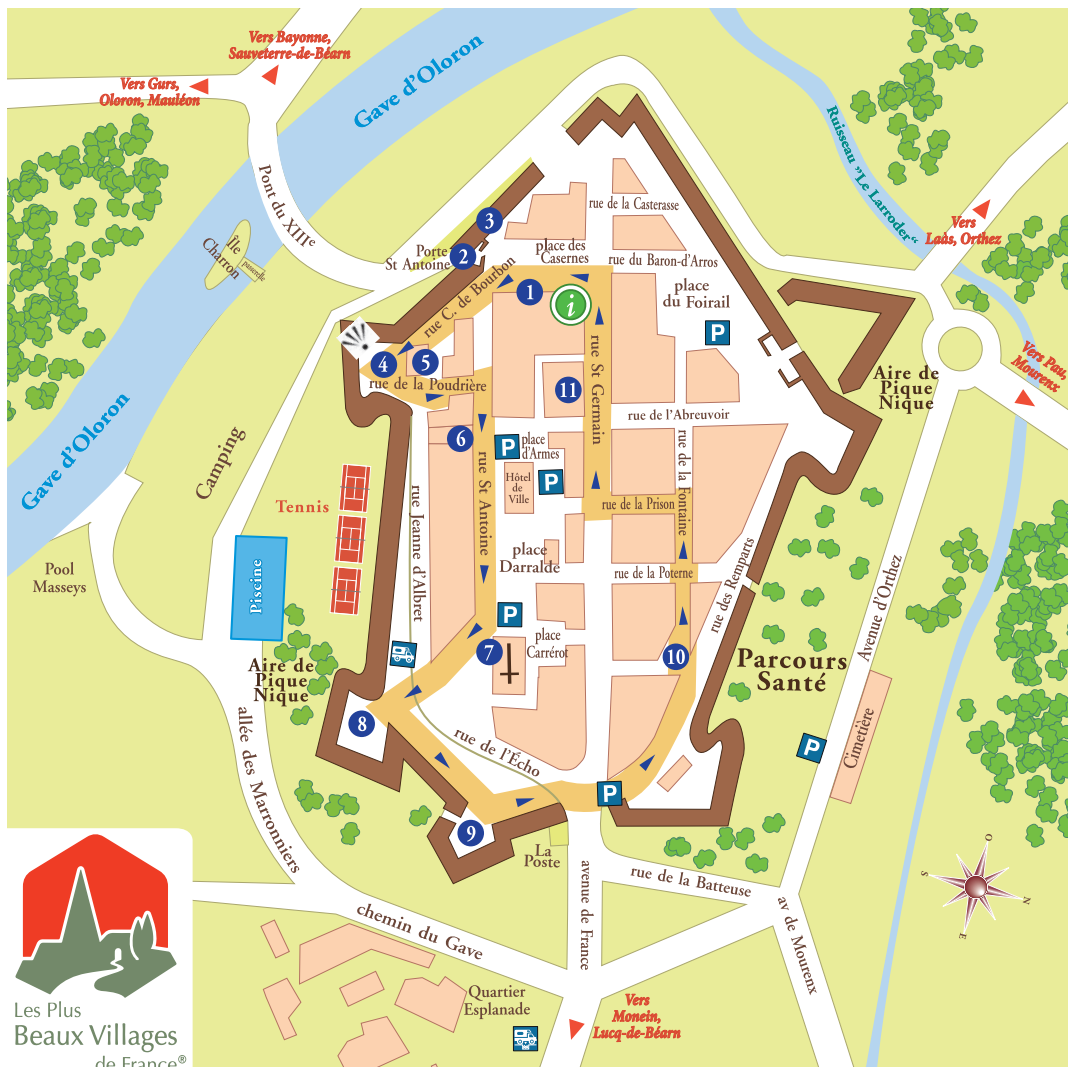 Vers Bayonne,
Sauveterre-de-Béarn
Vers Gurs,
Oloron, Mauléon
Gave d'Oloron
Ruisseau "Le Larroder"
Pont du XIIIe
Île
Charron
passerelle
Vers
Laàs, Orthez
Vers Pau,
Mourenx
Porte
St Antoine
3
2
rue de la Casterasse
place des
Casernes
rue du Baron-d'Arros
place
du Foirail
P
rue C. de Bourbon
1
i
4
5
rue de la Poudrière
11
rue St Germain
rue de l'Abreuvoir
Aire de
Pique
Nique
Gave d'Oloron
Camping
Tennis
Piscine
Pool
Masseys
6
P
place
d'Armes
P
Hôtel
de
Ville
rue St Antoine
rue Jeanne d'Albret
rue de la Prison
rue de la Fontaine
place
Darralde
rue de la Poterne
rue des Remparts
Avenue d'Orthez
P
place
Carrérot
7
10
Parcours
Santé
Aire de
Pique
Nique
8
rue de l'Écho
P
Cimetière
P
9
La
Poste
allée des Marronniers
rue de la Batteuse
avenue de France
av de Mourenx
chemin du Gave
Quartier
Esplanade
Vers
Monein,
Lucq-de-Béarn
O
S
N
E
Les Plus
Beaux Villages
de France®